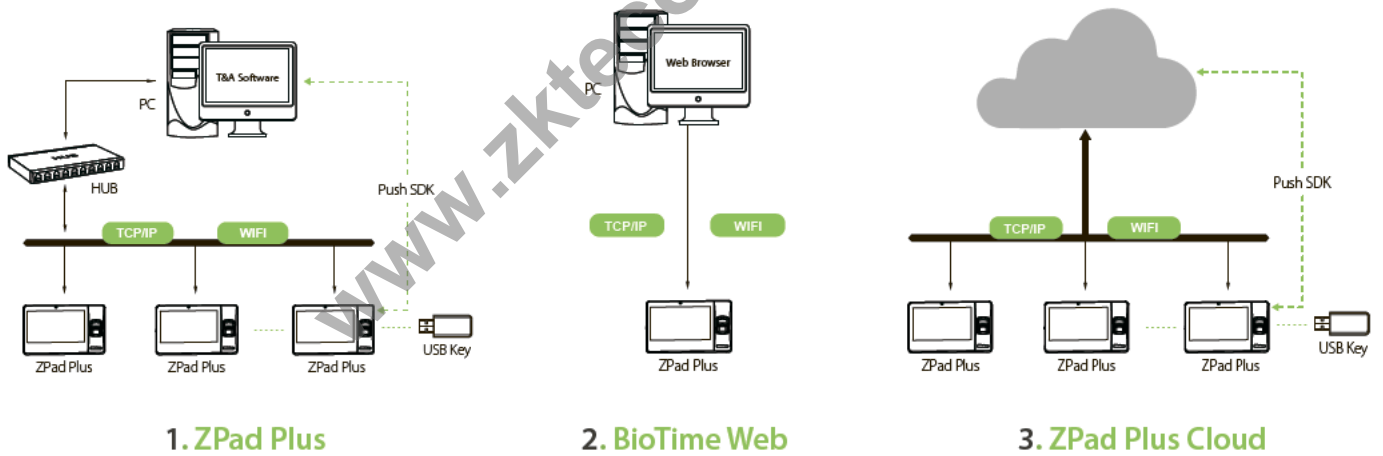 T&A Software
PC
HUB
HUB
Push SDK
TCP/IP
WIFI
ZPad Plus
ZPad Plus
ZPad Plus
USB Key
1. ZPad Plus
Web Browser
PC
TCP/IP
WIFI
ZPad Plus
2. BioTime Web
Push SDK
TCP/IP
WIFI
ZPad Plus
ZPad Plus
ZPad Plus
USB Key
3. ZPad Plus Cloud
www.zkteco